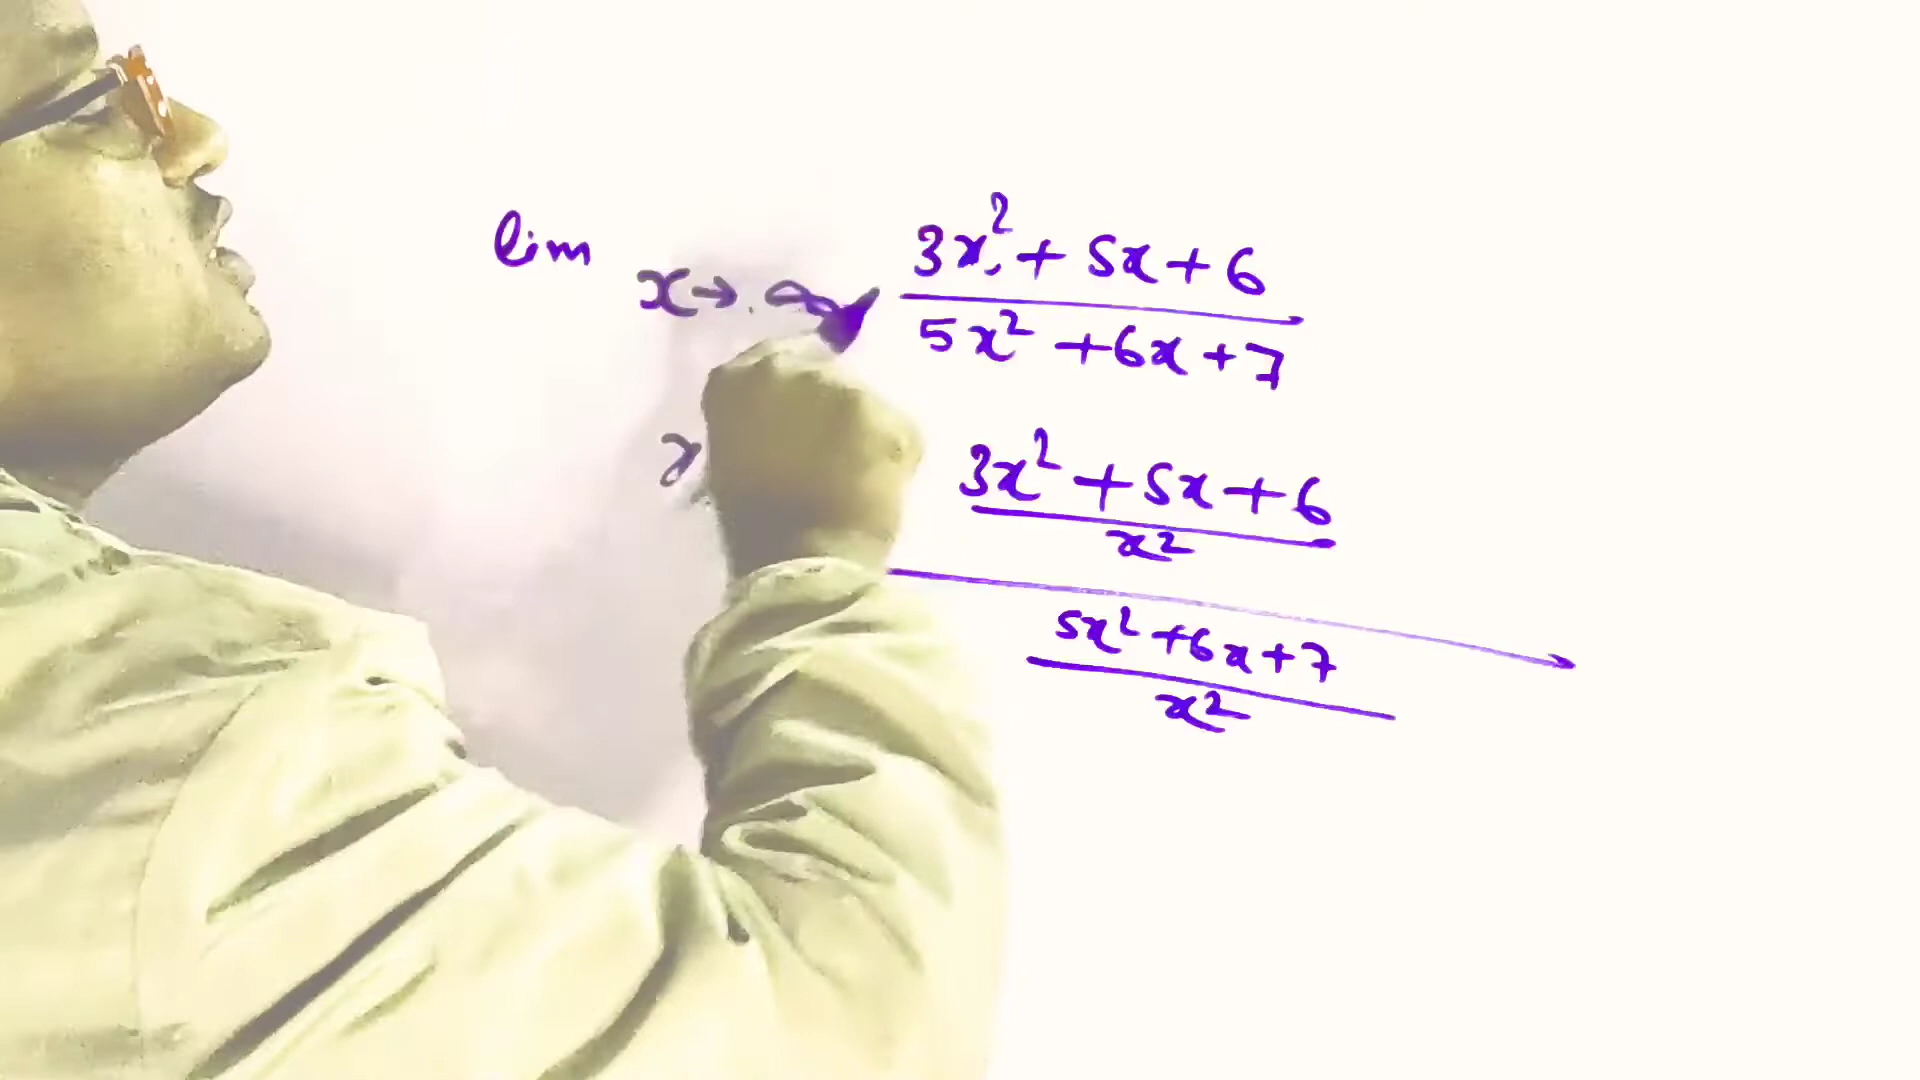 lim x→∞ 3x²+5x+6
5x²+6x+7
x 3x²+5x+6
x²
5x²+6x+7
x²